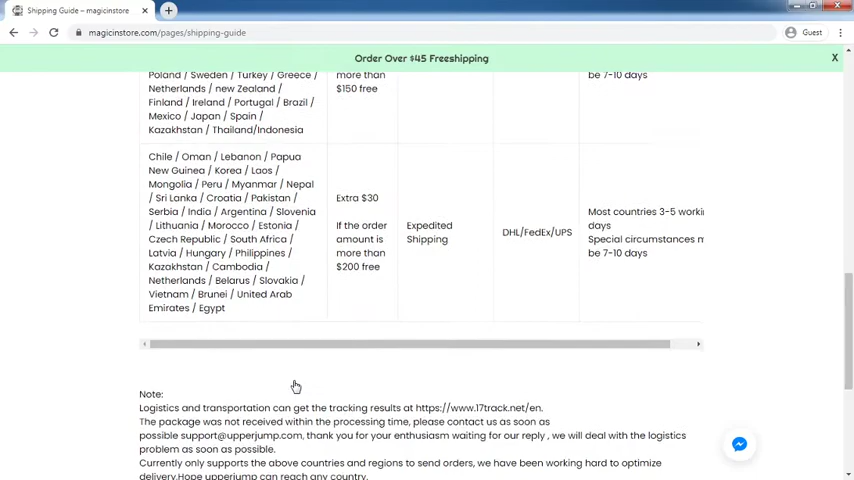 Shipping Guide – magicinstore
Guest
magicinstore.com/pages/shipping-guide
Order Over $45 Freeshipping
X
Poland / Sweden / Turkey / Greece /
Netherlands / new Zealand /
Finland / Ireland / Portugal / Brazil /
Mexico / Japan / Spain /
Kazakhstan / Thailand/Indonesia
more than
$150 free
be 7-10 days
Chile / Oman / Lebanon / Papua
New Guinea / Korea / Laos /
Mongolia / Peru / Myanmar / Nepal
/ Sri Lanka / Croatia / Pakistan /
Serbia / India / Argentina / Slovenia
/ Lithuania / Morocco / Estonia /
Czech Republic / South Africa /
Latvia / Hungary / Philippines /
Kazakhstan / Cambodia /
Netherlands / Belarus / Slovakia /
Vietnam / Brunei / United Arab
Emirates / Egypt
Extra $30
If the order
amount is
more than
$200 free
Expedited
Shipping
DHL/FedEx/UPS
Most countries 3-5 worki
days
Special circumstances m
be 7-10 days
Note:
Logistics and transportation can get the tracking results at https://www.17track.net/en.
The package was not received within the processing time, please contact us as soon as
possible support@upperjump.com, thank you for your enthusiasm waiting for our reply , we will deal with the logistics
problem as soon as possible.
Currently only supports the above countries and regions to send orders, we have been working hard to optimize
delivery.Hope upperjump can reach any country.